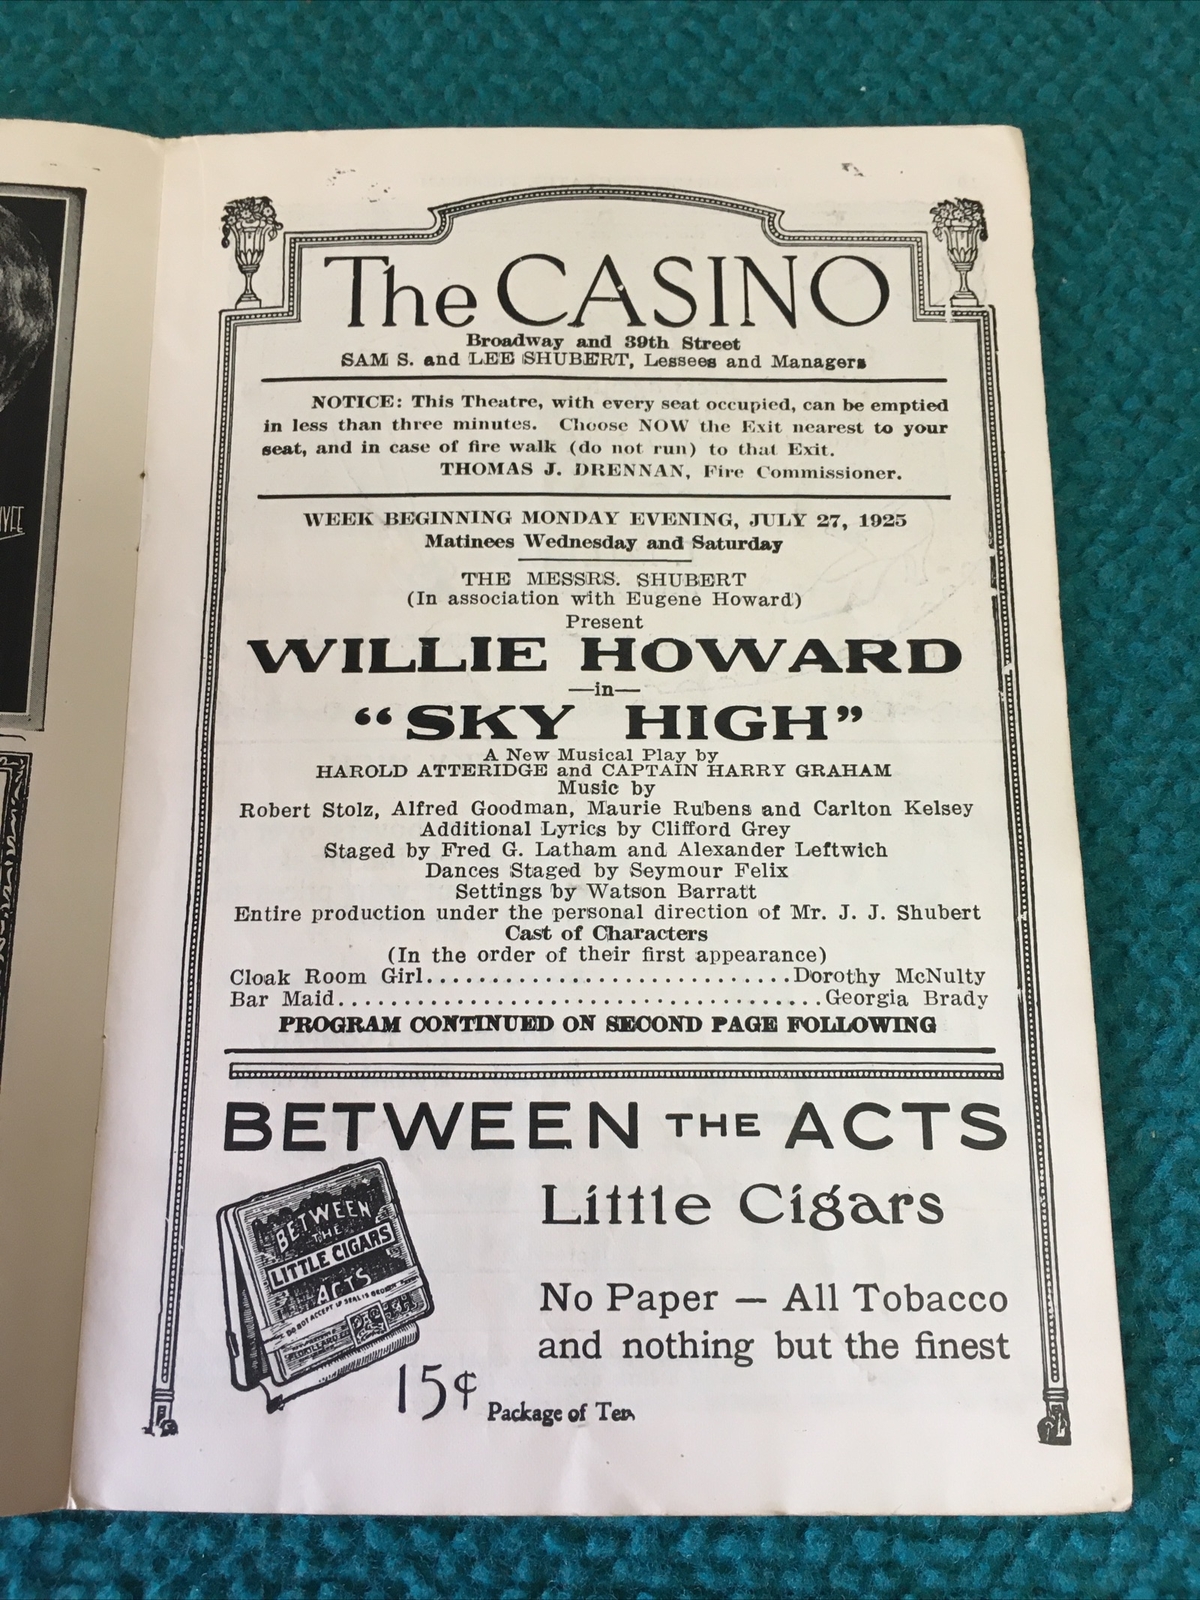 The CASINO
Broadway and 39th Street
SAM S. and LEE SHUBERT, Lessees and Managers
NOTICE: This Theatre, with every seat occupied, can be emptied
in less than three minutes. Choose NOW the Exit nearest to your
seat, and in case of fire walk (do not run) to that Exit.
THOMAS J. DRENNAN, Fire Commissioner.
WEEK BEGINNING MONDAY EVENING, JULY 27, 1925
Matinees Wednesday and Saturday
THE MESSRS. SHUBERT
(In association with Eugene Howard)
Present
WILLIE HOWARD
—in—
“SKY HIGH”
A New Musical Play by
HAROLD ATTERIDGE and CAPTAIN HARRY GRAHAM
Music by
Robert Stolz, Alfred Goodman, Maurie Rubens and Carlton Kelsey
Additional Lyrics by Clifford Grey
Staged by Fred G. Latham and Alexander Leftwich
Dances Staged by Seymour Felix
Settings by Watson Barratt
Entire production under the personal direction of Mr. J. J. Shubert
Cast of Characters
(In the order of their first appearance)
Cloak Room Girl..............................Dorothy McNulty
Bar Maid.......................................Georgia Brady
PROGRAM CONTINUED ON SECOND PAGE FOLLOWING
BETWEEN THE ACTS
Little Cigars
No Paper — All Tobacco
and nothing but the finest
BETWEEN
THE
LITTLE CIGARS
ACTS
DO NOT ACCEPT IF SEAL IS BROKEN
15¢ Package of Ten